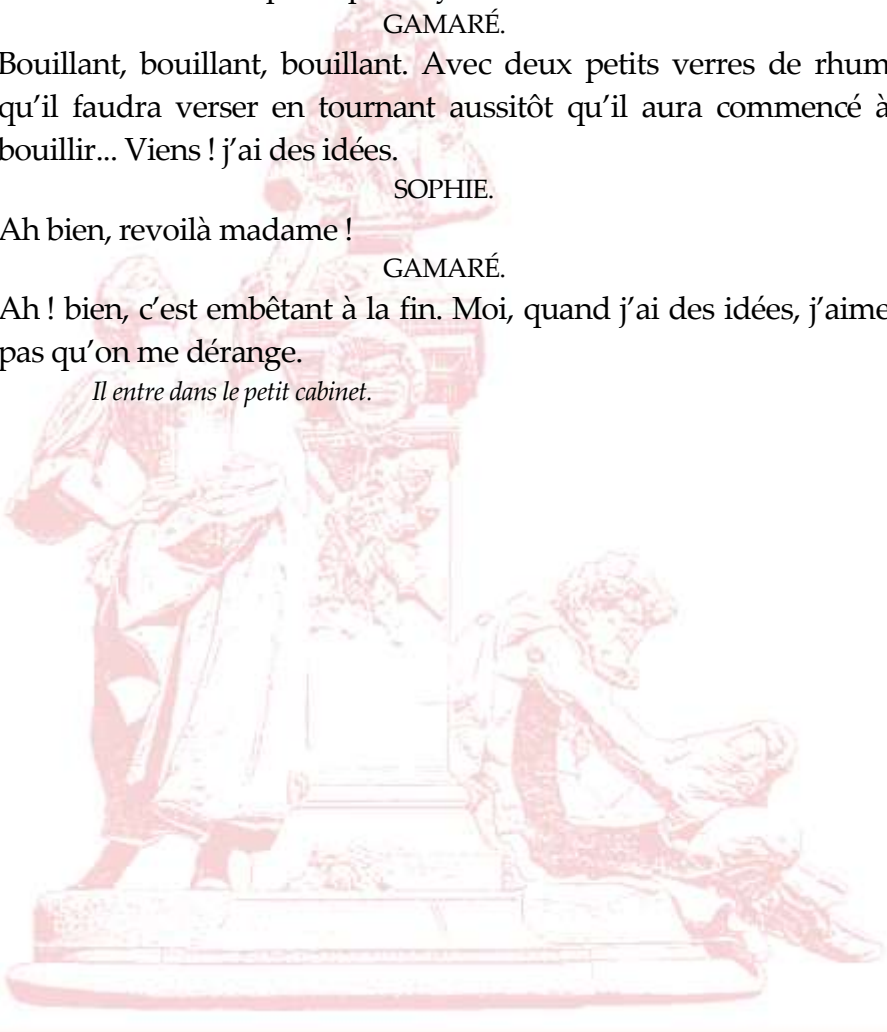 GAMARÉ.
Bouillant, bouillant, bouillant. Avec deux petits verres de rhum
qu’il faudra verser en tournant aussitôt qu’il aura commencé à
bouillir... Viens ! j’ai des idées.
SOPHIE.
Ah bien, revoilà madame !
GAMARÉ.
Ah ! bien, c’est embêtant à la fin. Moi, quand j’ai des idées, j’aime
pas qu’on me dérange.
Il entre dans le petit cabinet.